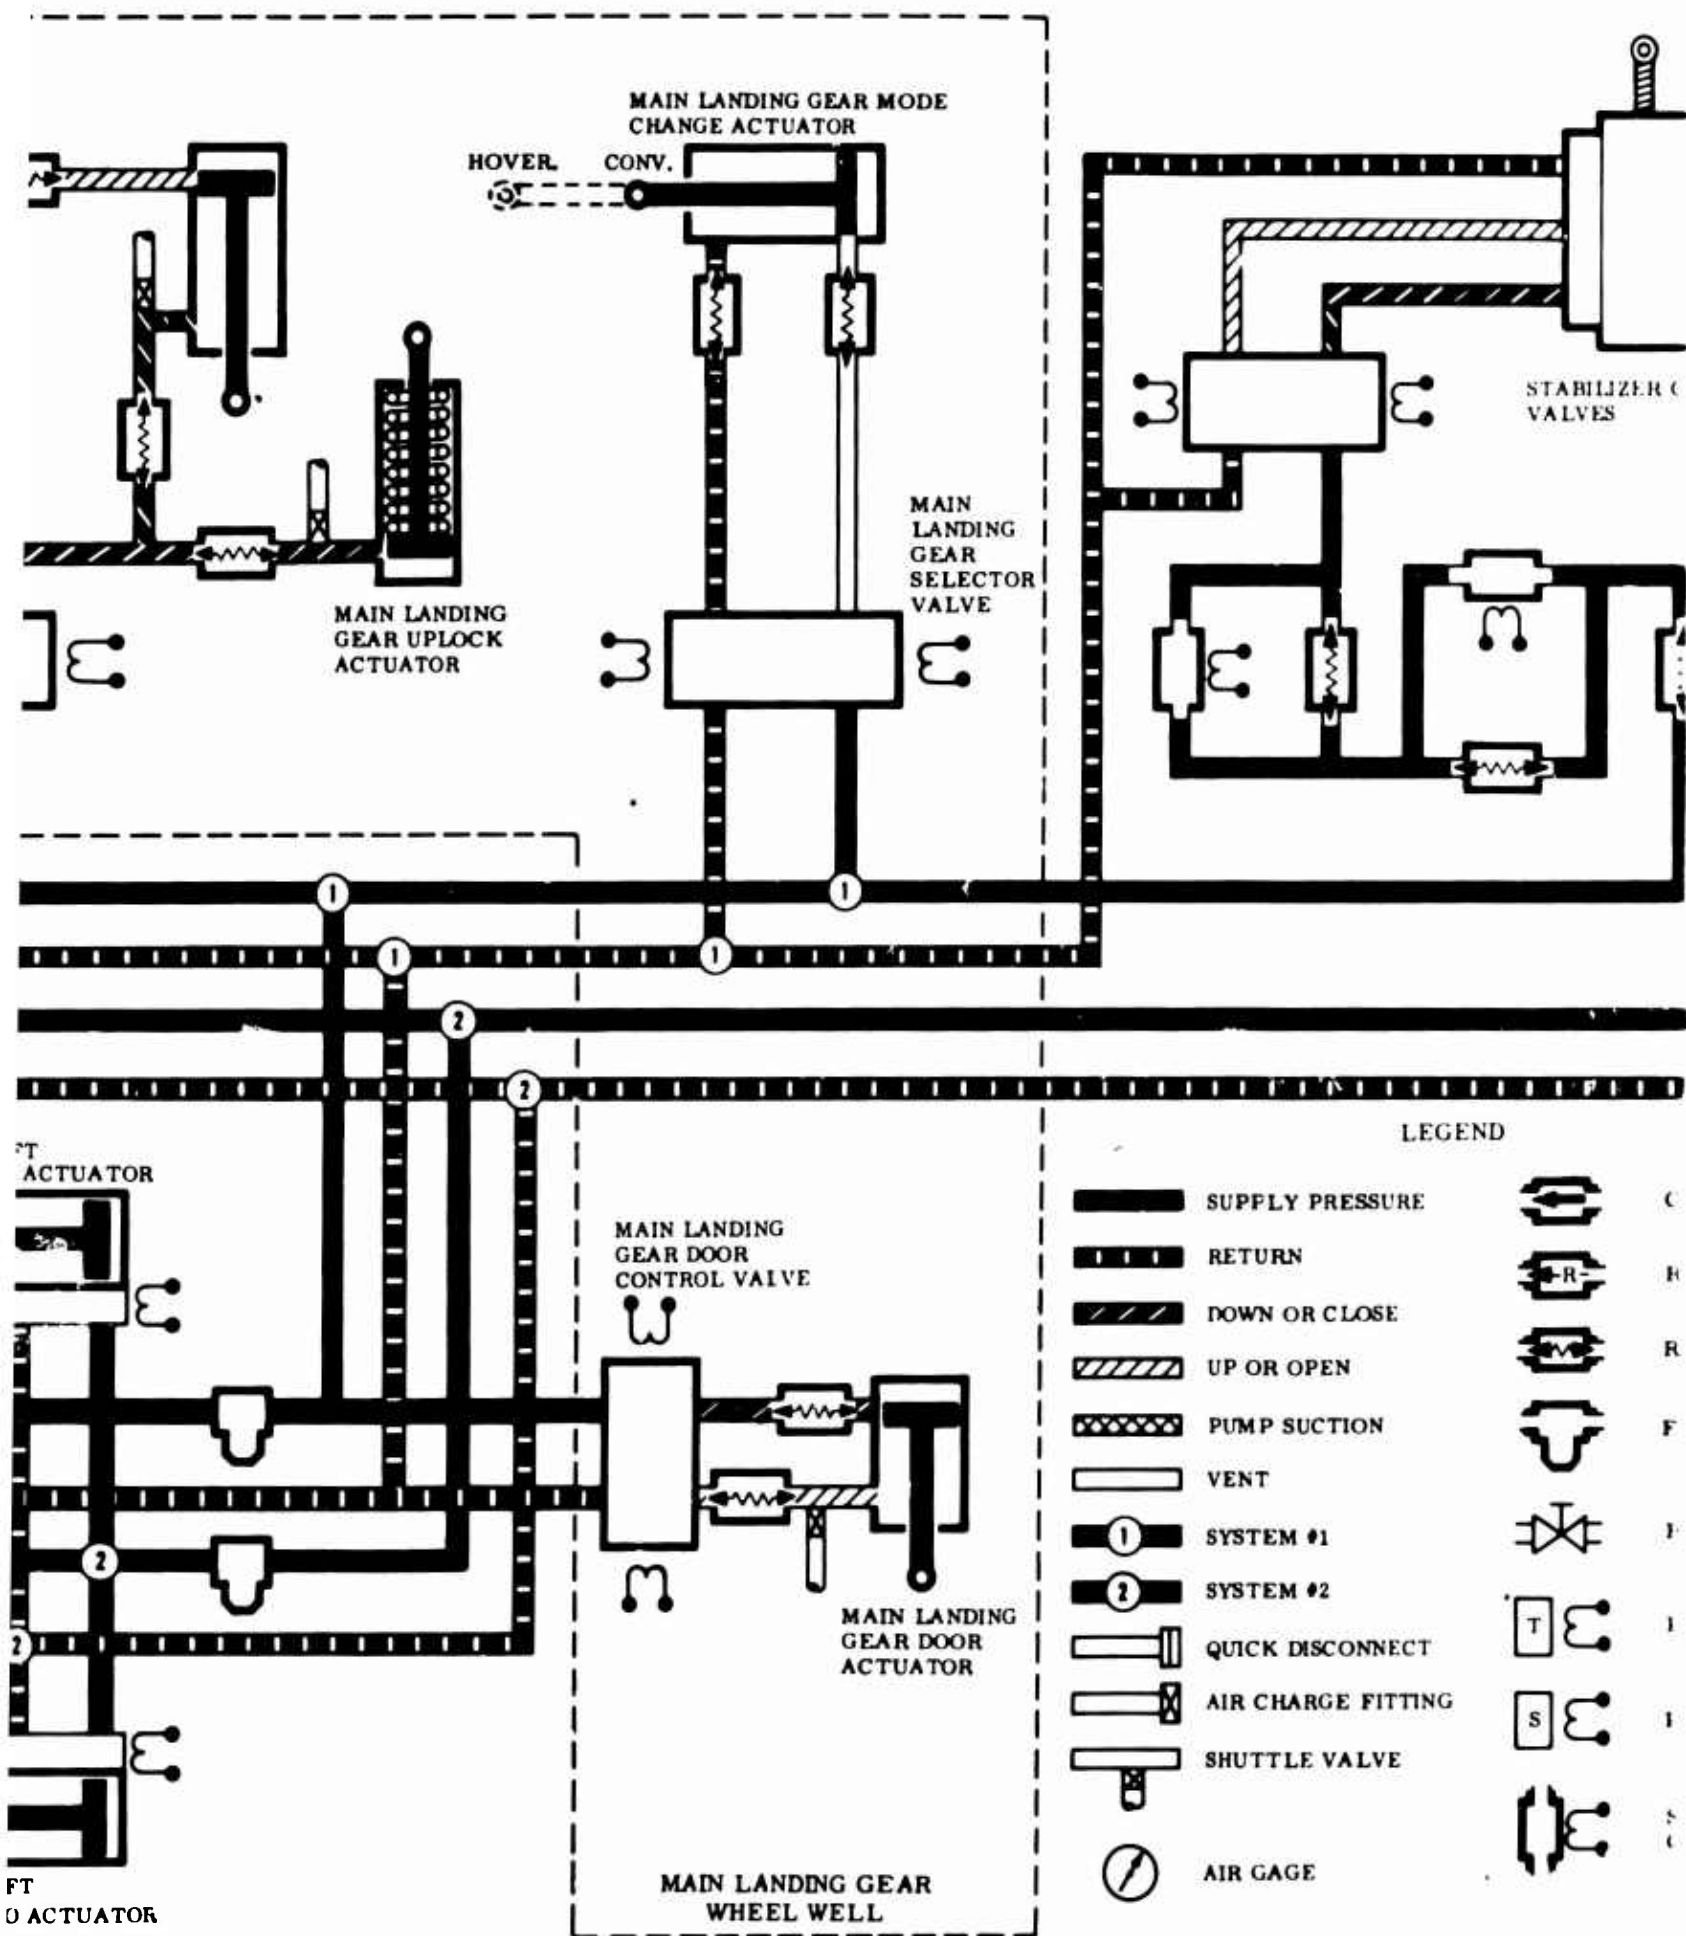 MAIN LANDING GEAR MODE
CHANGE ACTUATOR
HOVER.
CONV.
STABILIZER
VALVES
MAIN
LANDING
GEAR
SELECTOR
VALVE
MAIN LANDING
GEAR UPLOCK
ACTUATOR
1
1
1
1
2
2
ACTUATOR
MAIN LANDING
GEAR DOOR
CONTROL VALVE
2
2
MAIN LANDING
GEAR DOOR
ACTUATOR
MAIN LANDING GEAR
WHEEL WELL
ACTUATOR
LEGEND
SUPPLY PRESSURE
RETURN
DOWN OR CLOSE
UP OR OPEN
PUMP SUCTION
VENT
1 SYSTEM #1
2 SYSTEM #2
QUICK DISCONNECT
AIR CHARGE FITTING
SHUTTLE VALVE
AIR GAGE
R
T
S